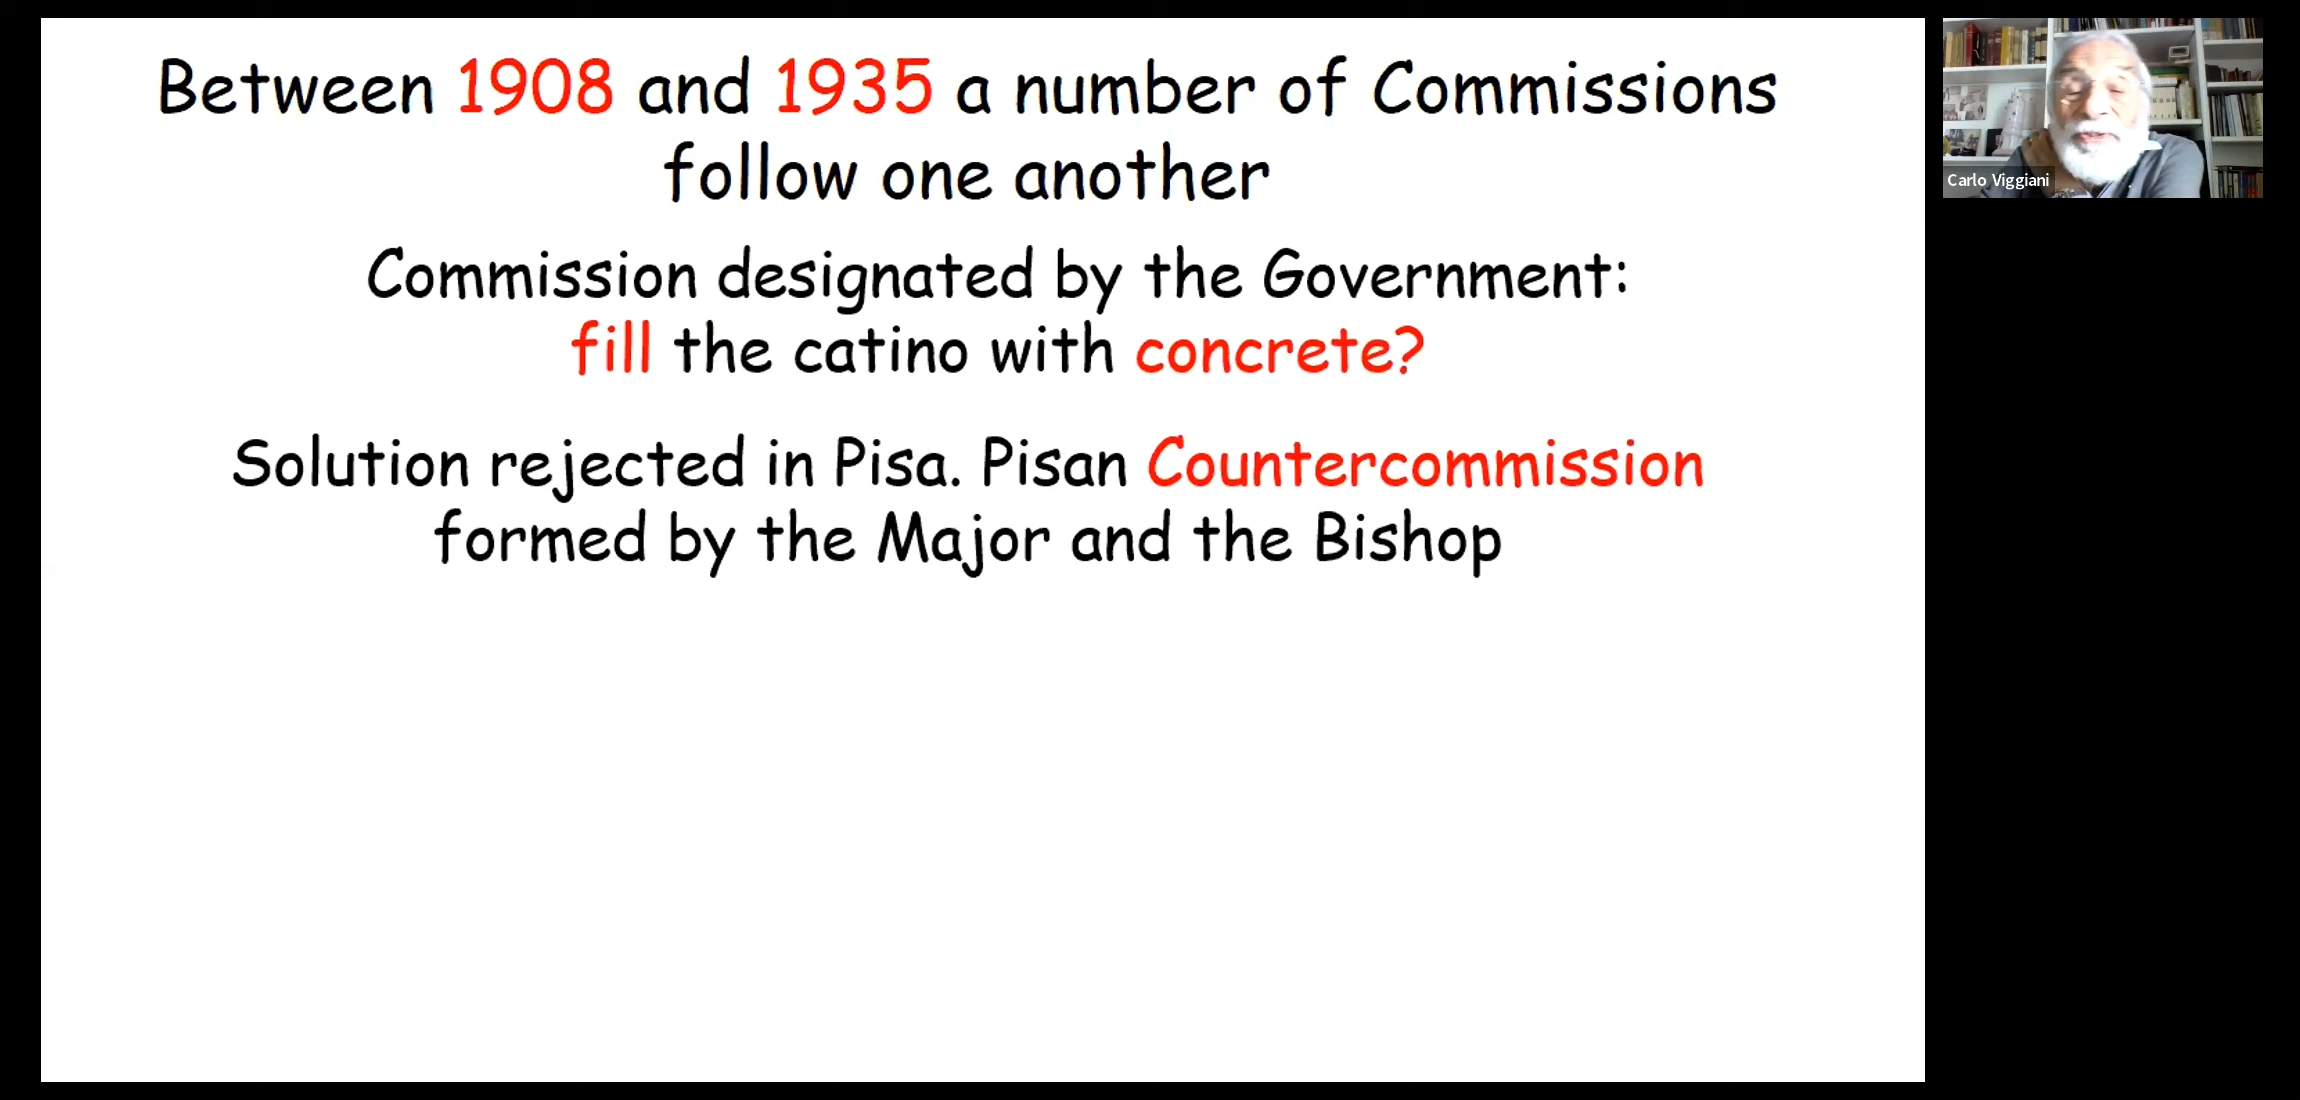 Between 1908 and 1935 a number of Commissions
follow one another
Commission designated by the Government:
fill the catino with concrete?
Solution rejected in Pisa. Pisan Countercommission
formed by the Major and the Bishop
Carlo Viggiani